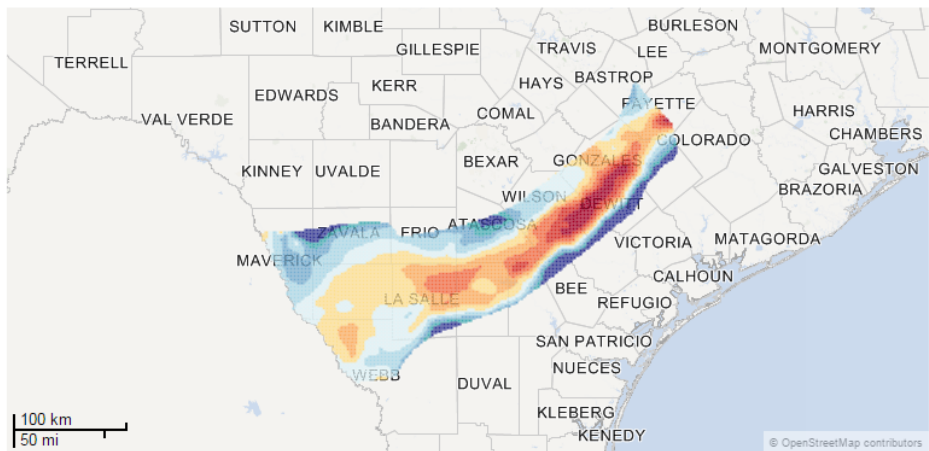 BURLESON
SUTTON
KIMBLE
GILLESPIE
TRAVIS
LEE
MONTGOMERY
TERRELL
KERR
HAYS
BASTROP
EDWARDS
FAYETTE
VAL VERDE
COMAL
HARRIS
BANDERA
CHAMBERS
COLORADO
KINNEY
UVALDE
BEXAR
GONZALES
GALVESTON
BRAZORIA
WILSON
DEWITT
ATASCOSA
ZAVALA
FRIO
VICTORIA
MATAGORDA
MAVERICK
CALHOUN
BEE
LA SALLE
REFUGIO
SAN PATRICIO
NUECES
WEBB
DUVAL
KLEBERG
KENEDY
100 km
50 mi
© OpenStreetMap contributors